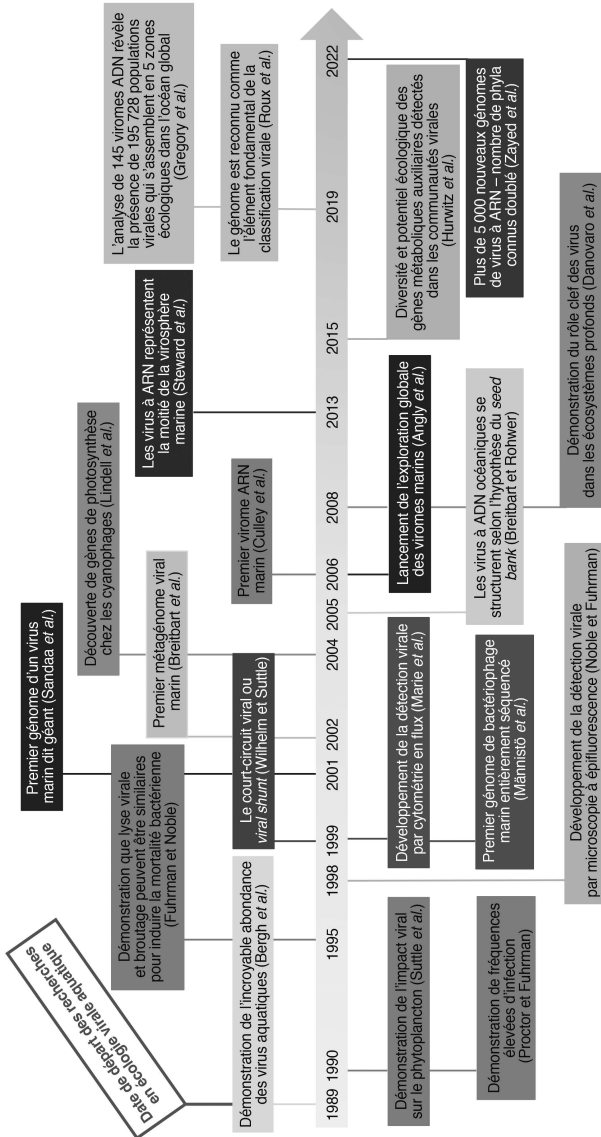 Date de départ des recherches
en écologie virale aquatique
Démonstration de l'incroyable abondance
des virus aquatiques (Bergh et al.)
Démonstration que lyse virale
et broutage peuvent être similaires
pour induire la mortalité bactérienne
(Fuhrman et Noble)
Premier génome d'un virus
marin dit géant (Sandaa et al.)
Le court-circuit viral ou
viral shunt (Wilhelm et Suttle)
Premier métagénome viral
marin (Breitbart et al.)
Découverte de gènes de photosynthèse
chez les cyanophages (Lindell et al.)
Premier virome ARN
marin (Culley et al.)
Les virus à ARN représentent
la moitié de la virosphère
marine (Steward et al.)
L'analyse de 145 viromes ADN révèle
la présence de 195 728 populations
virales qui s'assemblent en 5 zones
écologiques dans l'océan global
(Gregory et al.)
Le génome est reconnu comme
l'élément fondamental de la
classification virale (Roux et al.)
1989 1990 1995 1998 1999 2001 2002 2004 2005 2006 2008 2013 2015 2019 2022
Démonstration de l'impact viral
sur le phytoplancton (Suttle et al.)
Démonstration de fréquences
élevées d'infection
(Proctor et Fuhrman)
Développement de la détection virale
par cytométrie en flux (Marie et al.)
Premier génome de bactériophage
marin entièrement séquencé
(Männistö et al.)
Développement de la détection virale
par microscopie à épifluorescence (Noble et Fuhrman)
Lancement de l'exploration globale
des viromes marins (Angly et al.)
Les virus à ADN océaniques se
structurent selon l'hypothèse du seed
bank (Breitbart et Rohwer)
Démonstration du rôle clef des virus
dans les écosystèmes profonds (Danovaro et al.)
Diversité et potentiel écologique des
gènes métaboliques auxiliaires détectés
dans les communautés virales
(Hurwitz et al.)
Plus de 5 000 nouveaux génomes
de virus à ARN – nombre de phyla
connus doublé (Zayed et al.)